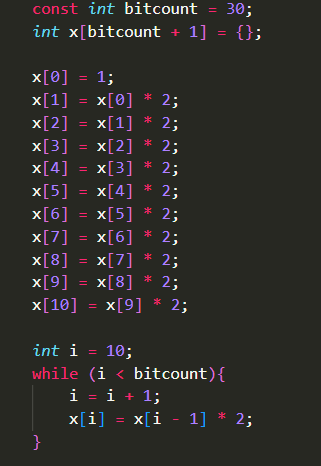 const int bitcount = 30;
int x[bitcount + 1] = {};
x[0] = 1;
x[1] = x[0] * 2;
x[2] = x[1] * 2;
x[3] = x[2] * 2;
x[4] = x[3] * 2;
x[5] = x[4] * 2;
x[6] = x[5] * 2;
x[7] = x[6] * 2;
x[8] = x[7] * 2;
x[9] = x[8] * 2;
x[10] = x[9] * 2;
int i = 10;
while (i < bitcount){
i = i + 1;
x[i] = x[i - 1] * 2;
}